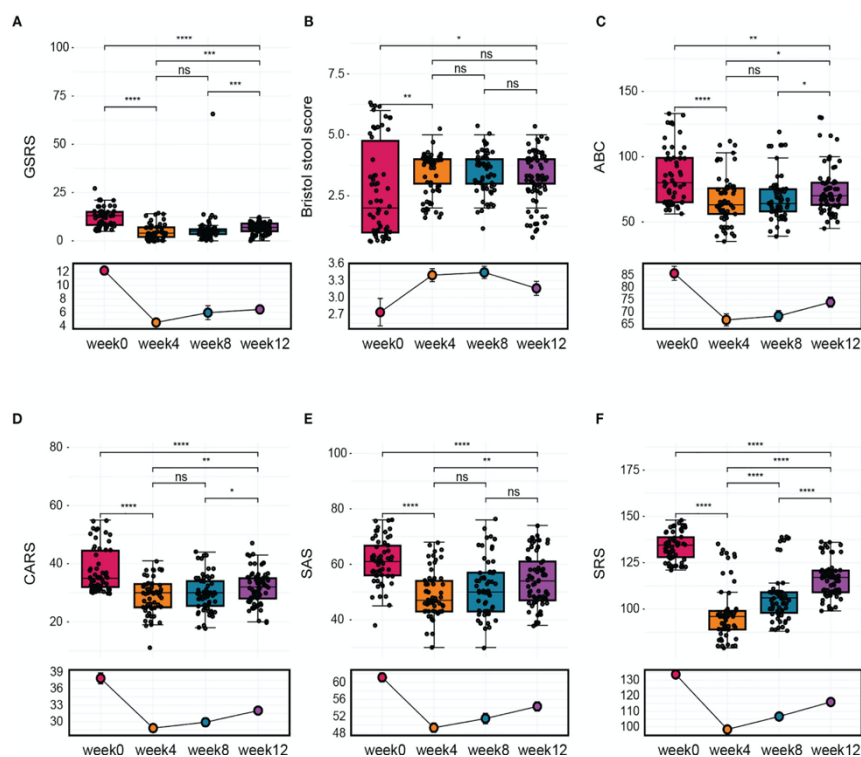 A
GSRS
100
75
50
25
0
****
***
ns
***
****
12
10
8
6
4
week0 week4 week8 week12
B
Bristol stool score
7.5
5.0
2.5
*
ns
ns
ns
**
3.6
3.3
3.0
2.7
week0 week4 week8 week12
C
ABC
150
100
50
**
*
ns
*
****
85
80
75
70
65
week0 week4 week8 week12
D
CARS
80
60
40
20
****
**
ns
*
****
39
36
33
30
week0 week4 week8 week12
E
SAS
100
80
60
40
****
**
ns
ns
****
60
56
52
48
week0 week4 week8 week12
F
SRS
175
150
125
100
****
****
****
****
****
130
120
110
100
week0 week4 week8 week12